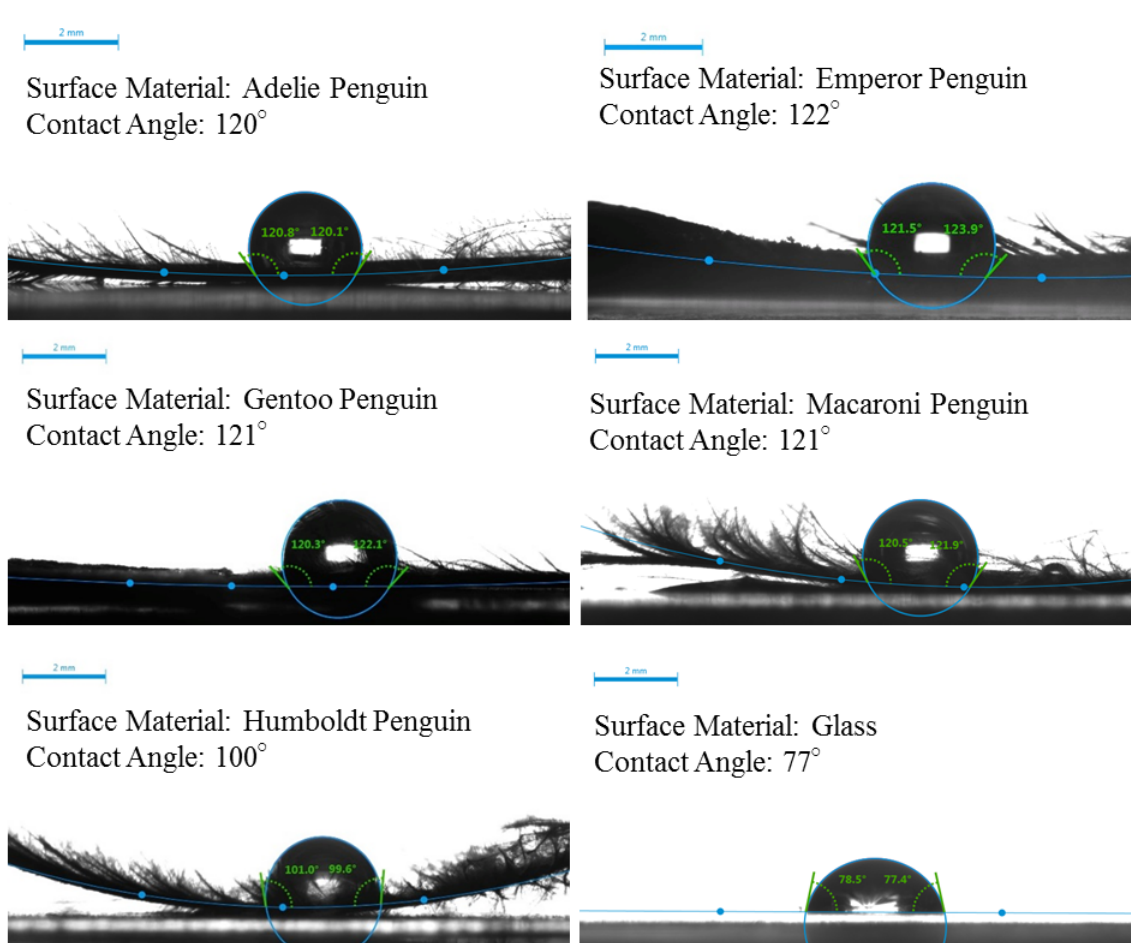 2 mm
Surface Material: Adelie Penguin
Contact Angle: 120°
120.8° 120.1°
2 mm
Surface Material: Emperor Penguin
Contact Angle: 122°
121.5° 123.9°
2 mm
Surface Material: Gentoo Penguin
Contact Angle: 121°
120.3° 122.1°
2 mm
Surface Material: Macaroni Penguin
Contact Angle: 121°
120.5° 121.9°
2 mm
Surface Material: Humboldt Penguin
Contact Angle: 100°
101.0° 99.6°
2 mm
Surface Material: Glass
Contact Angle: 77°
78.5° 77.4°